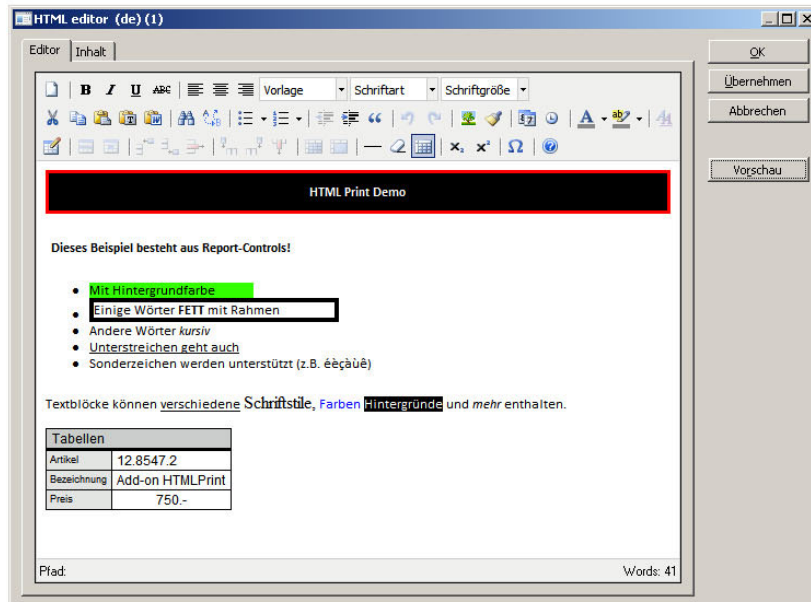 HTML editor (de) (1)
Editor Inhalt
OK
Übernehmen
Abbrechen
Vorschau
B I U ABC Vorlage Schriftart Schriftgröße
HTML Print Demo
Dieses Beispiel besteht aus Report-Controls!
Mit Hintergrundfarbe
Einige Wörter FETT mit Rahmen
Andere Wörter kursiv
Unterstreichen geht auch
Sonderzeichen werden unterstützt (z.B. éèçàùê)
Textblöcke können verschiedene Schriftstile, Farben Hintergründe und mehr enthalten.
Tabellen
Artikel 12.8547.2
Bezeichnung Add-on HTMLPrint
Preis 750.-
Pfad: Words: 41